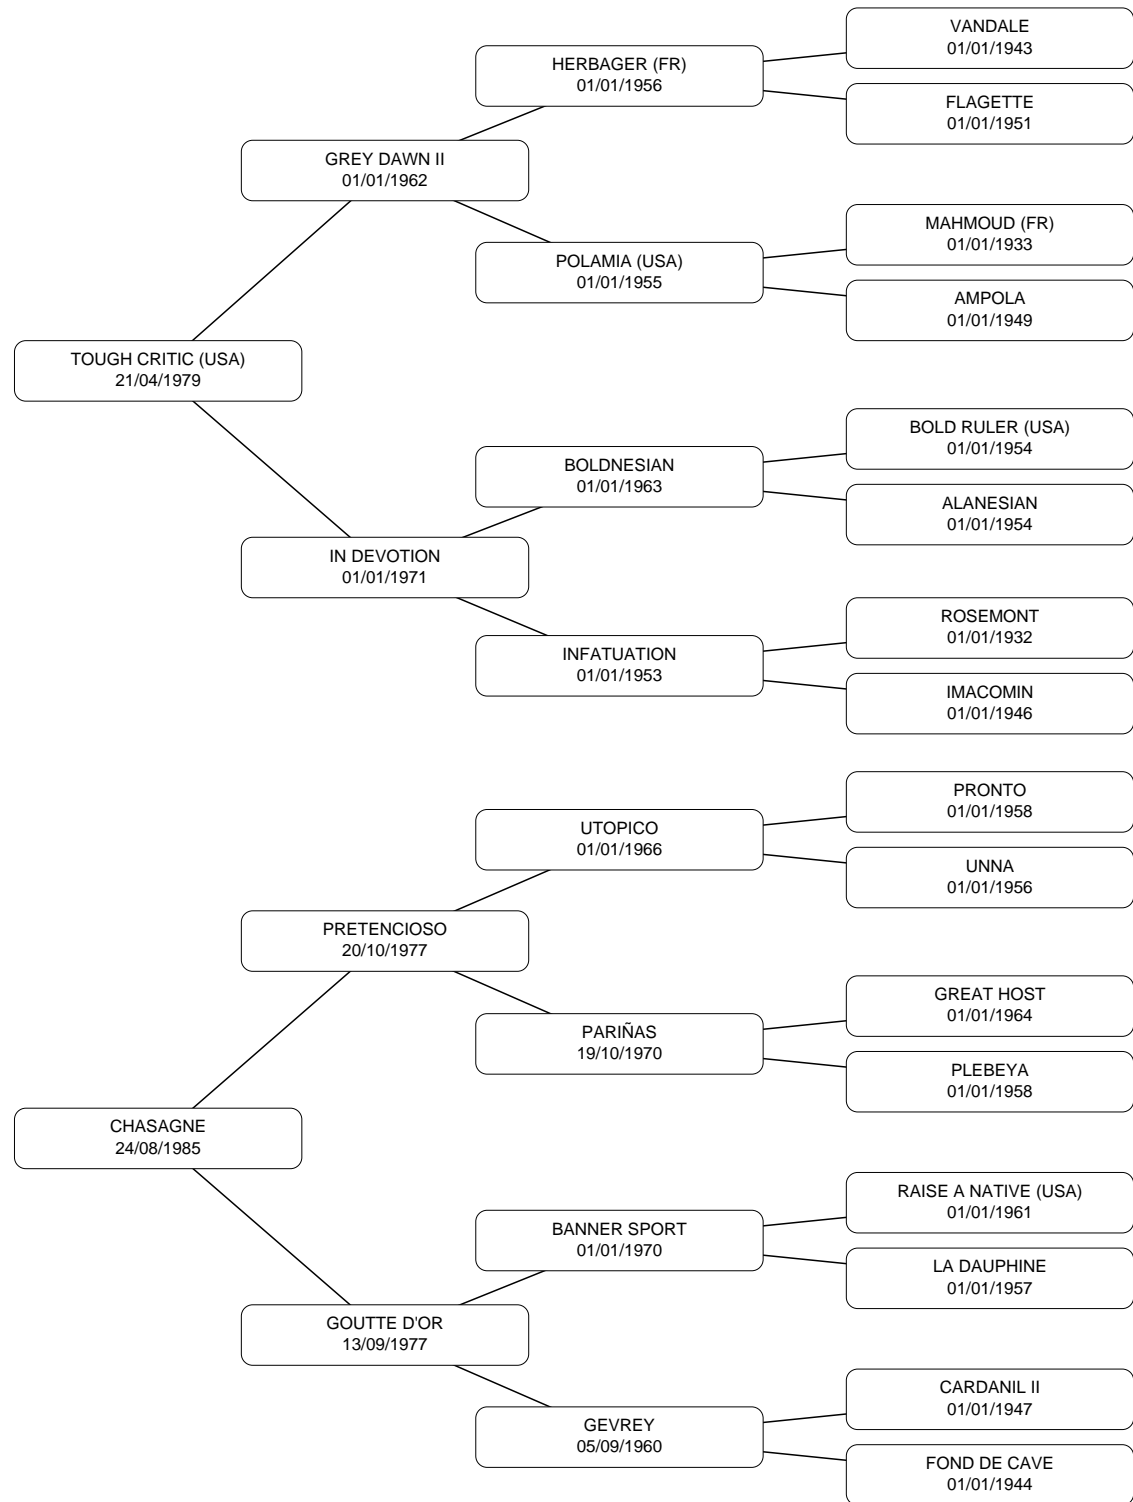 VANDALE
01/01/1943
HERBAGER (FR)
01/01/1956
FLAGETTE
01/01/1951
GREY DAWN II
01/01/1962
MAHMOUD (FR)
01/01/1933
POLAMIA (USA)
01/01/1955
AMPOLA
01/01/1949
TOUGH CRITIC (USA)
21/04/1979
BOLD RULER (USA)
01/01/1954
BOLDNESIAN
01/01/1963
ALANESIAN
01/01/1954
IN DEVOTION
01/01/1971
ROSEMONT
01/01/1932
INFATUATION
01/01/1953
IMACOMIN
01/01/1946
PRONTO
01/01/1958
UTOPICO
01/01/1966
UNNA
01/01/1956
PRETENCIOSO
20/10/1977
GREAT HOST
01/01/1964
PARIÑAS
19/10/1970
PLEBEYA
01/01/1958
CHASAGNE
24/08/1985
RAISE A NATIVE (USA)
01/01/1961
BANNER SPORT
01/01/1970
LA DAUPHINE
01/01/1957
GOUTTE D'OR
13/09/1977
CARDANIL II
01/01/1947
GEVREY
05/09/1960
FOND DE CAVE
01/01/1944